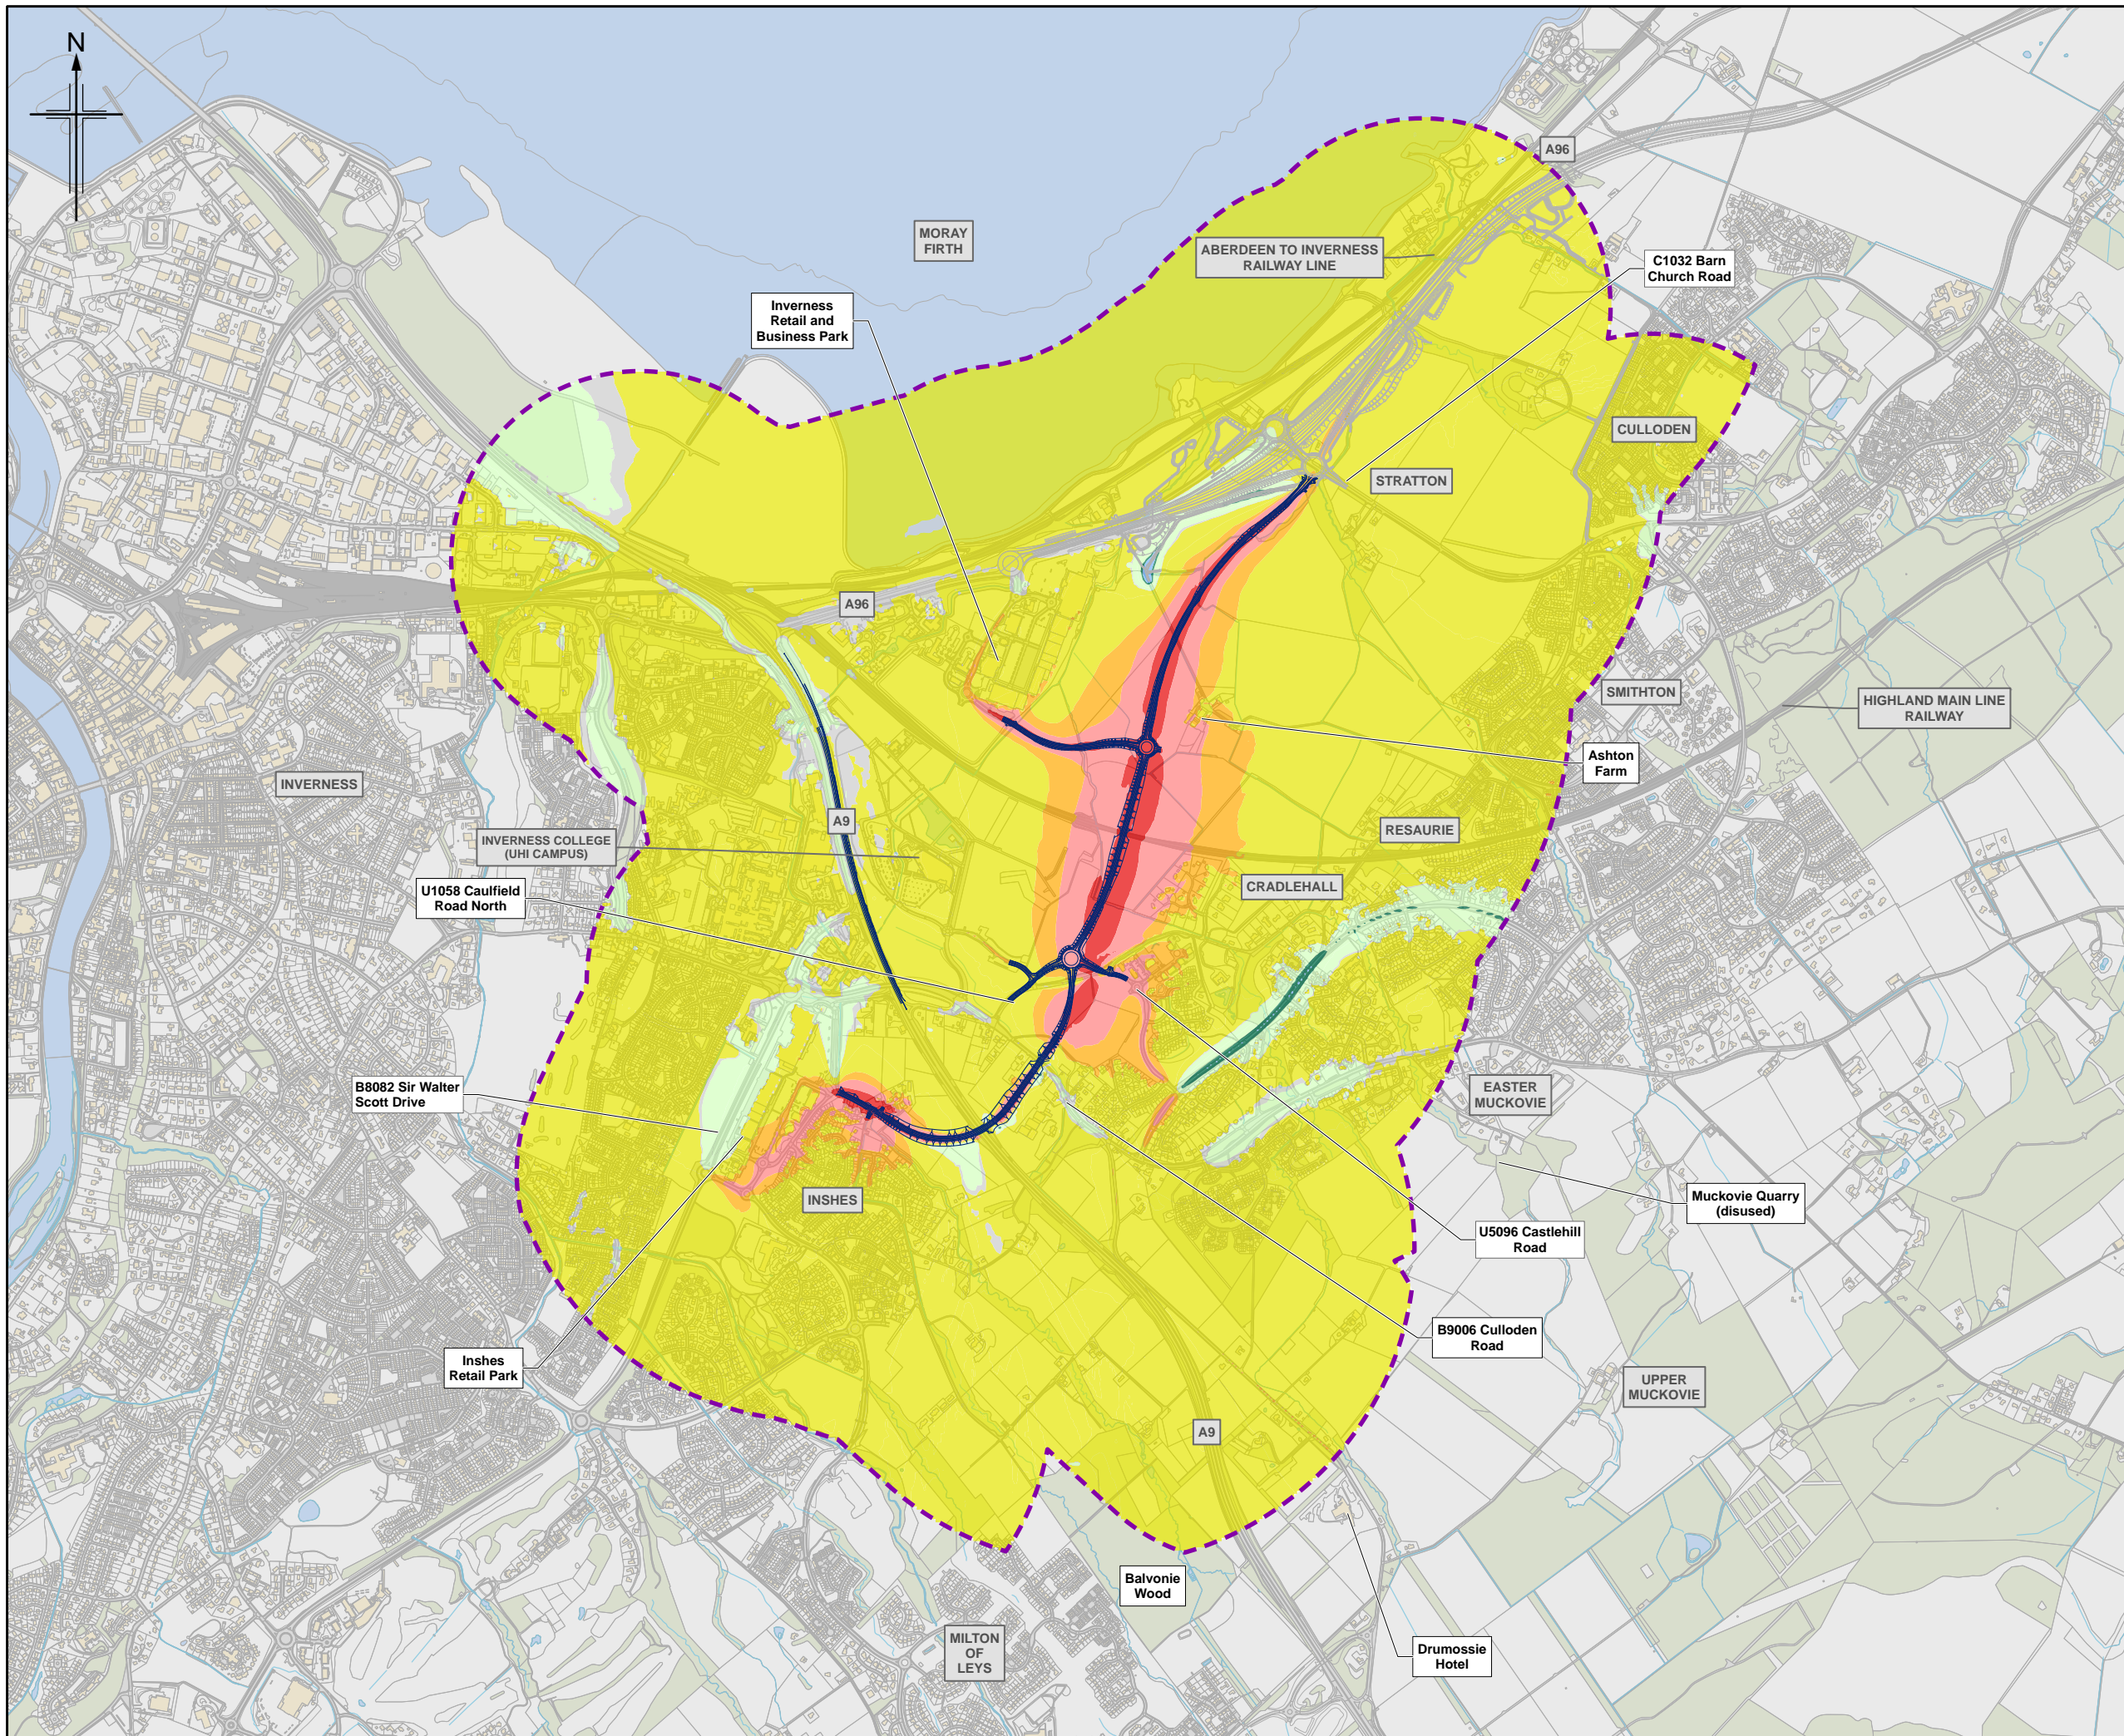 N
A96
MORAY
FIRTH
ABERDEEN TO INVERNESS
RAILWAY LINE
C1032 Barn
Church Road
Inverness
Retail and
Business Park
CULLODEN
STRATTON
A96
SMITHTON
HIGHLAND MAIN LINE
RAILWAY
Ashton
Farm
INVERNESS
A9
RESAURIE
INVERNESS COLLEGE
(UHI CAMPUS)
CRADLEHALL
U1058 Caulfield
Road North
B8082 Sir Walter
Scott Drive
EASTER
MUCKOVIE
INSHES
Muckovie Quarry
(disused)
U5096 Castlehill
Road
B9006 Culloden
Road
Inshes
Retail Park
UPPER
MUCKOVIE
A9
Balvonie
Wood
MILTON
OF
LEYS
Drumossie
Hotel